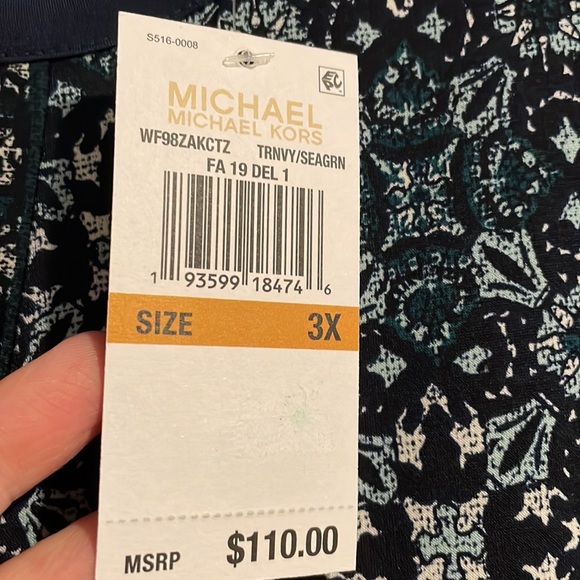 S516-0008
MICHAEL
MICHAEL KORS
WF98ZAKCTZ TRNVY/SEAGRN
FA 19 DEL 1
1 93599 18474 6
SIZE 3X
MSRP $110.00